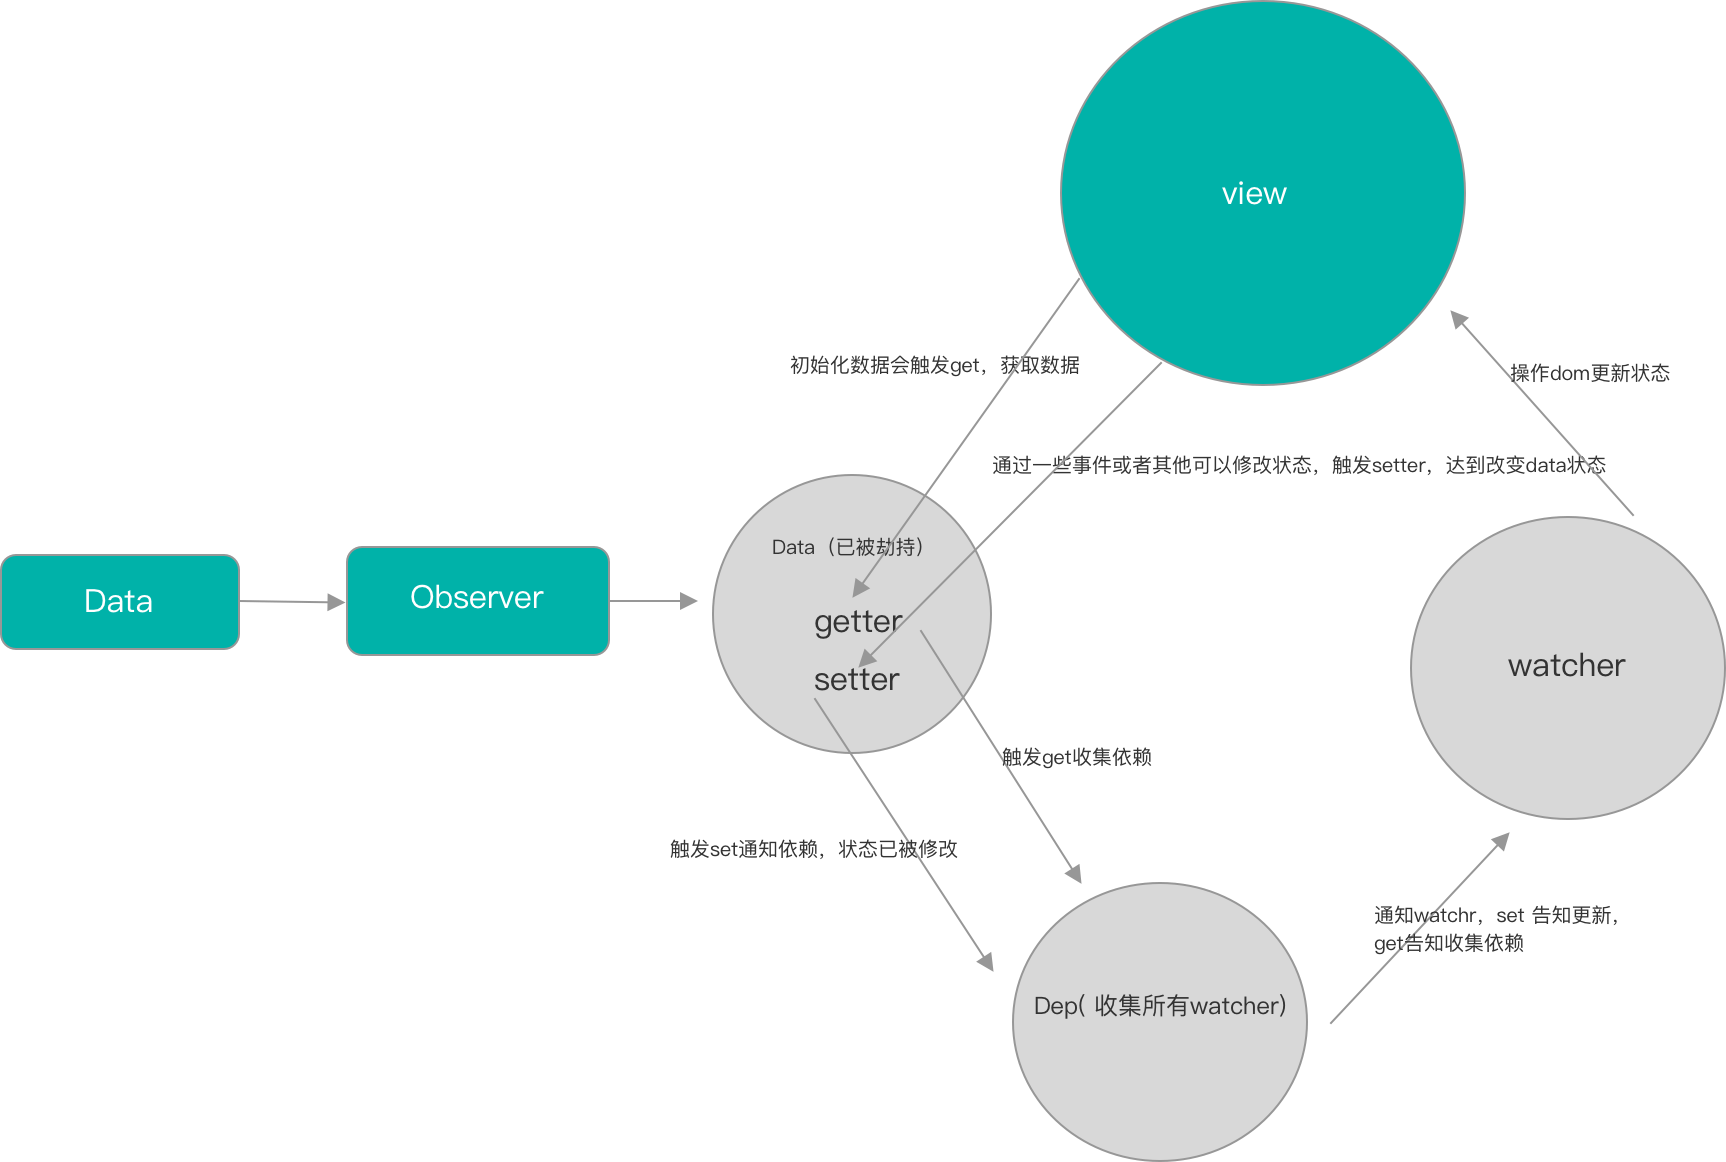 view
初始化数据会触发get，获取数据
操作dom更新状态
通过一些事件或者其他可以修改状态，触发setter，达到改变data状态
Data（已被劫持）
Data
Observer
getter
setter
watcher
触发get收集依赖
触发set通知依赖，状态已被修改
通知watchr，set 告知更新，
get告知收集依赖
Dep( 收集所有watcher)